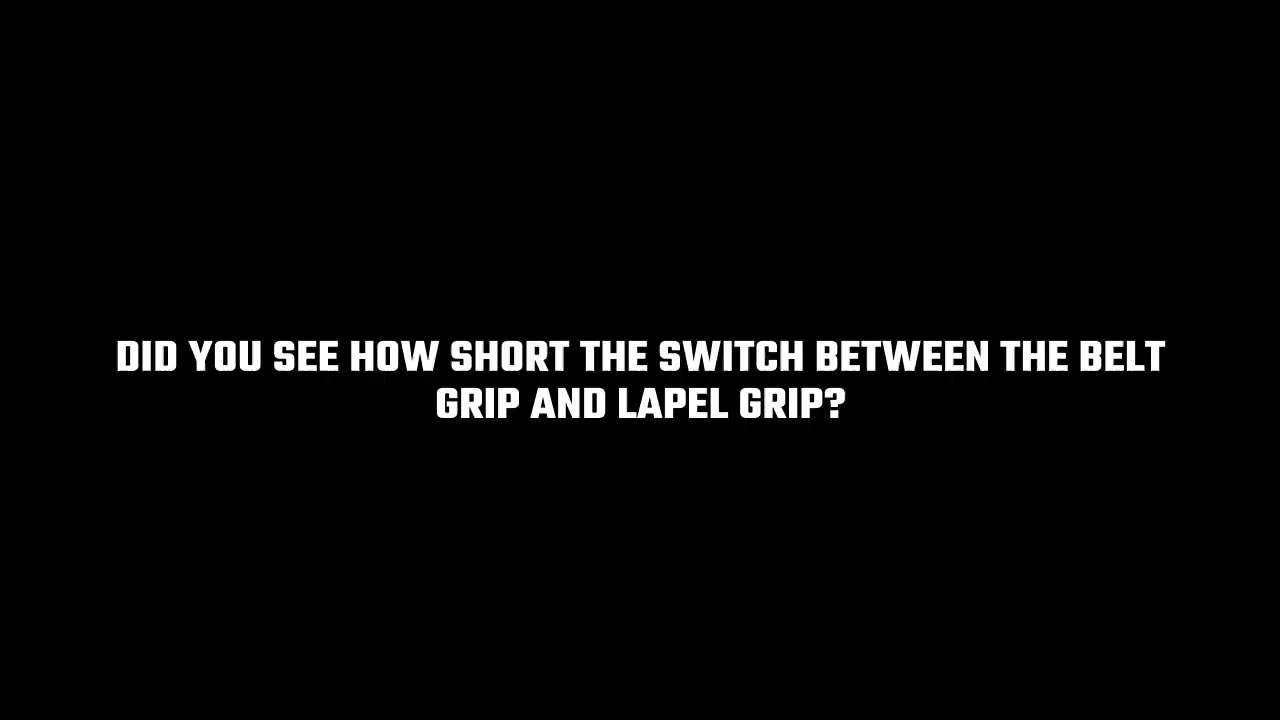 DID YOU SEE HOW SHORT THE SWITCH BETWEEN THE BELT
GRIP AND LAPEL GRIP?